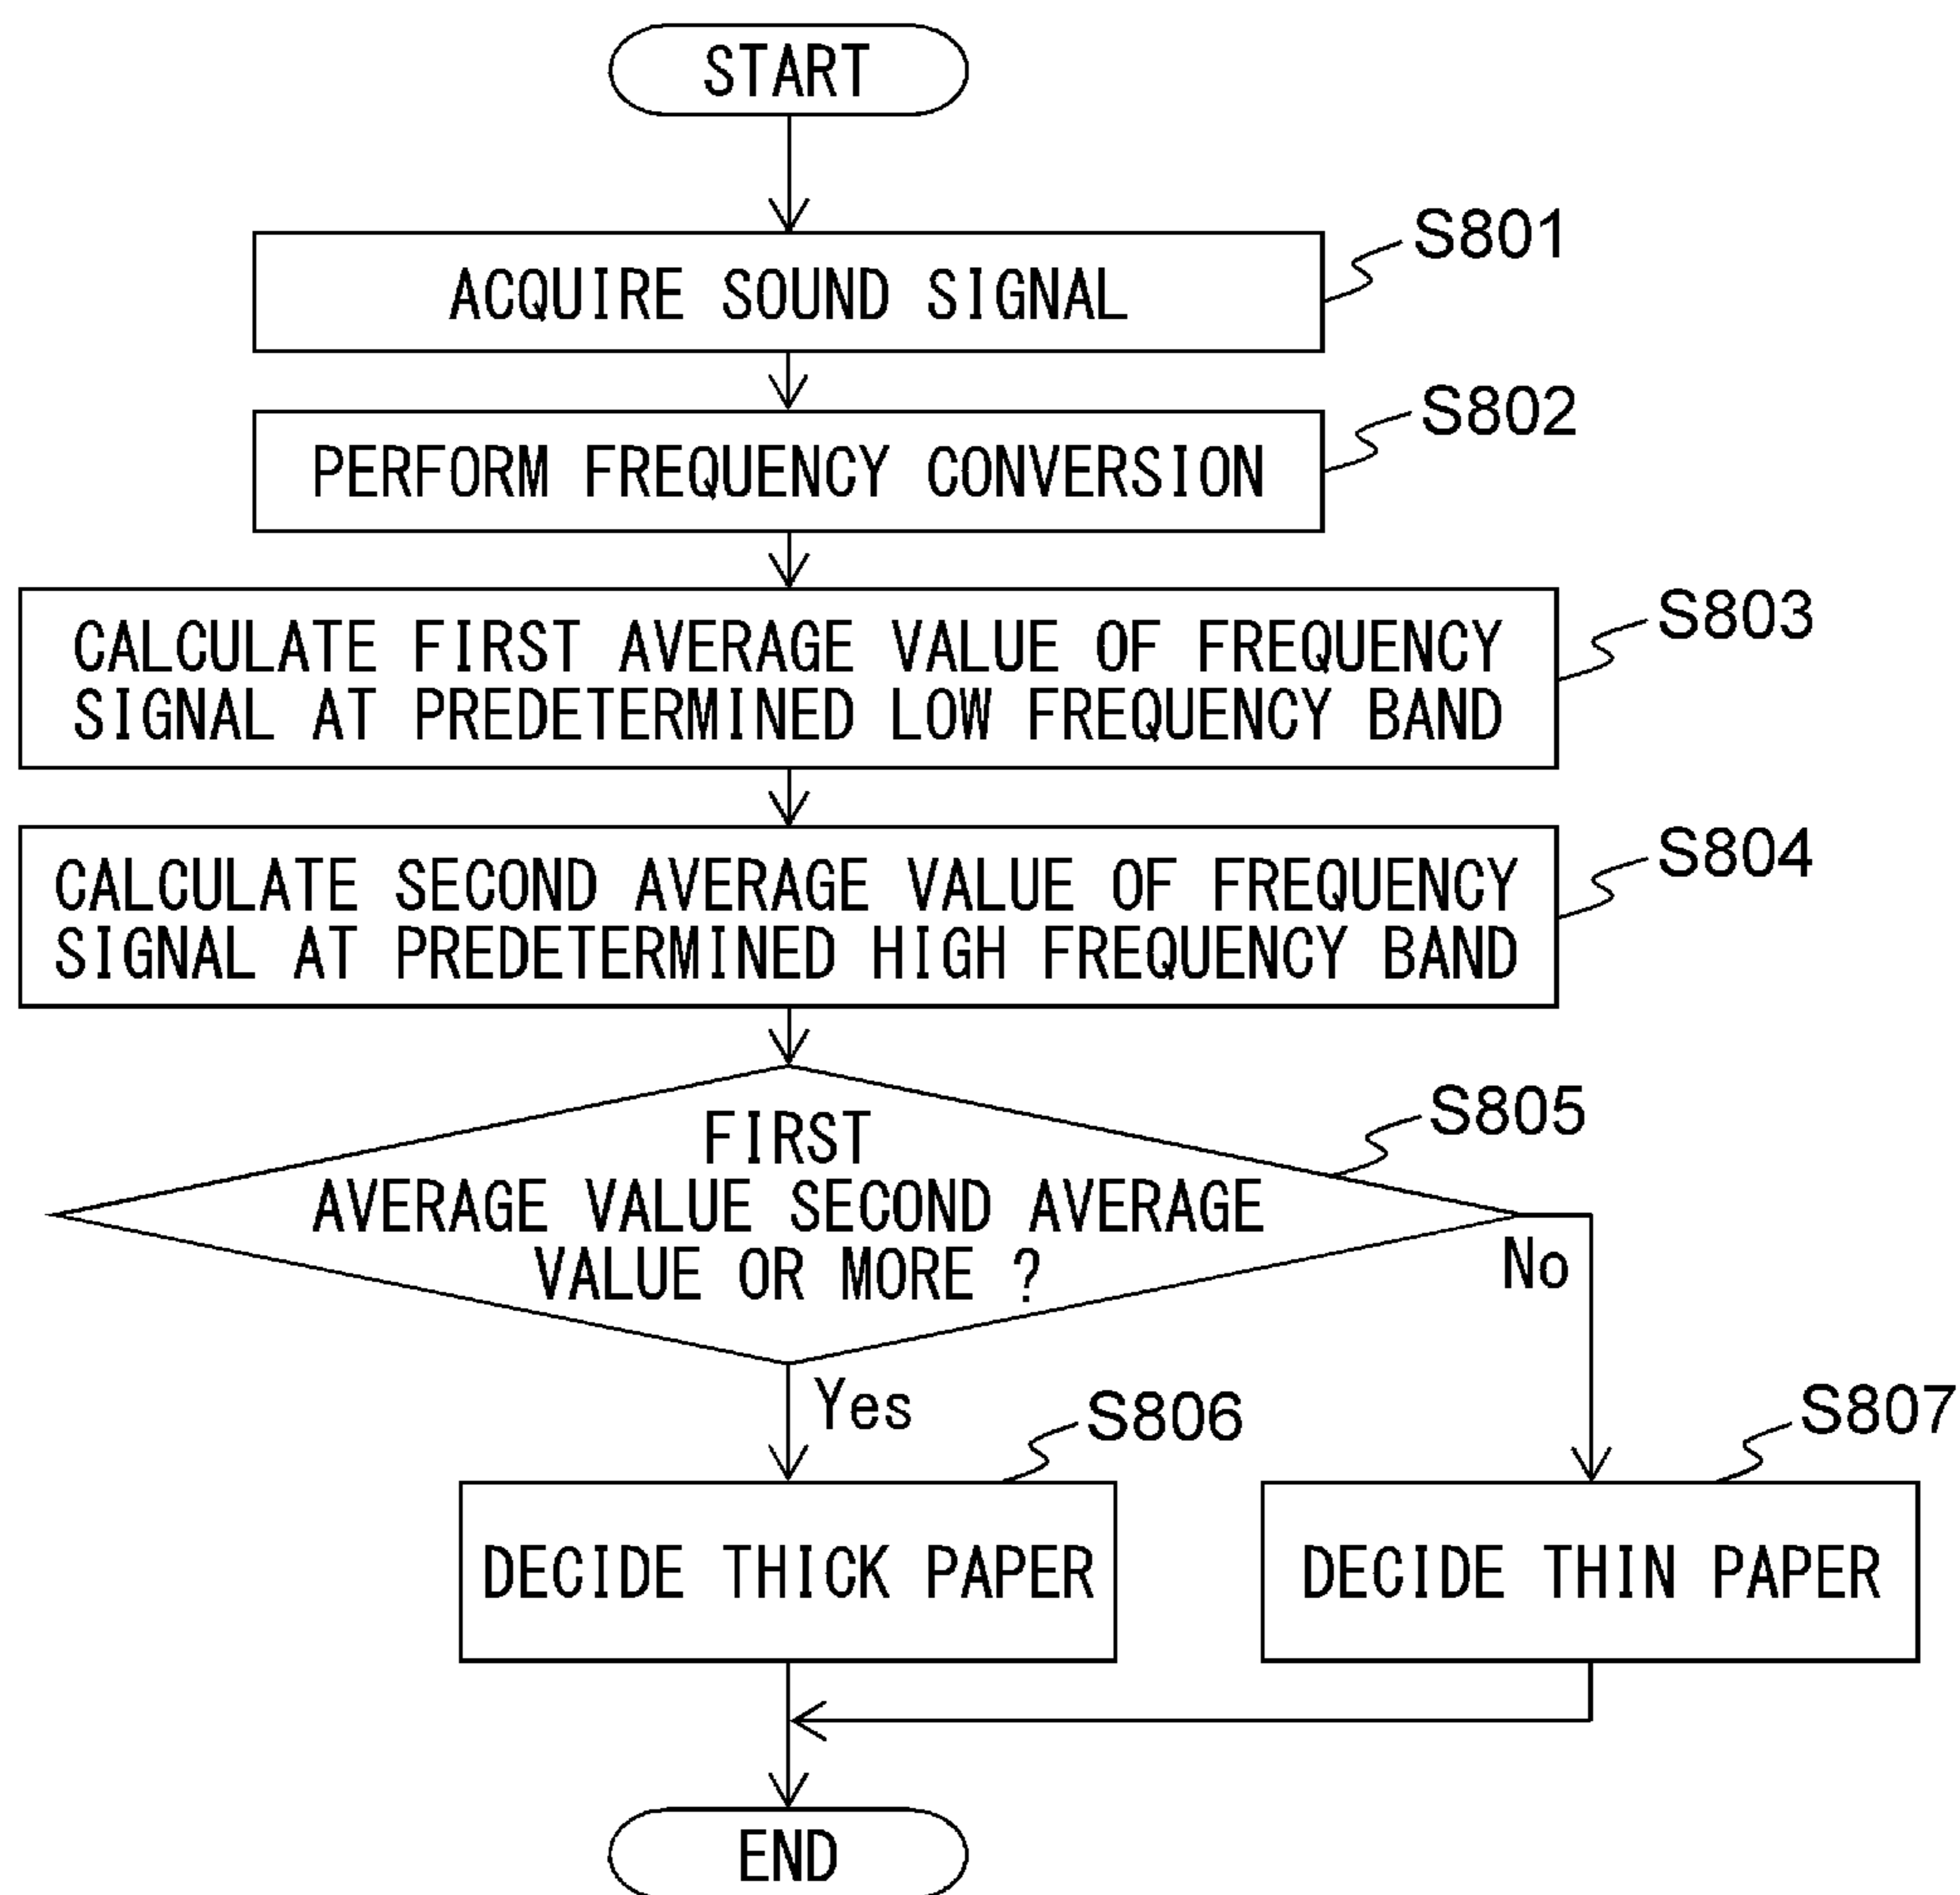 START
ACQUIRE SOUND SIGNAL
S801
PERFORM FREQUENCY CONVERSION
S802
CALCULATE FIRST AVERAGE VALUE OF FREQUENCY
SIGNAL AT PREDETERMINED LOW FREQUENCY BAND
S803
CALCULATE SECOND AVERAGE VALUE OF FREQUENCY
SIGNAL AT PREDETERMINED HIGH FREQUENCY BAND
S804
FIRST
AVERAGE VALUE SECOND AVERAGE
VALUE OR MORE ?
S805
No
Yes
S806
S807
DECIDE THICK PAPER
DECIDE THIN PAPER
END